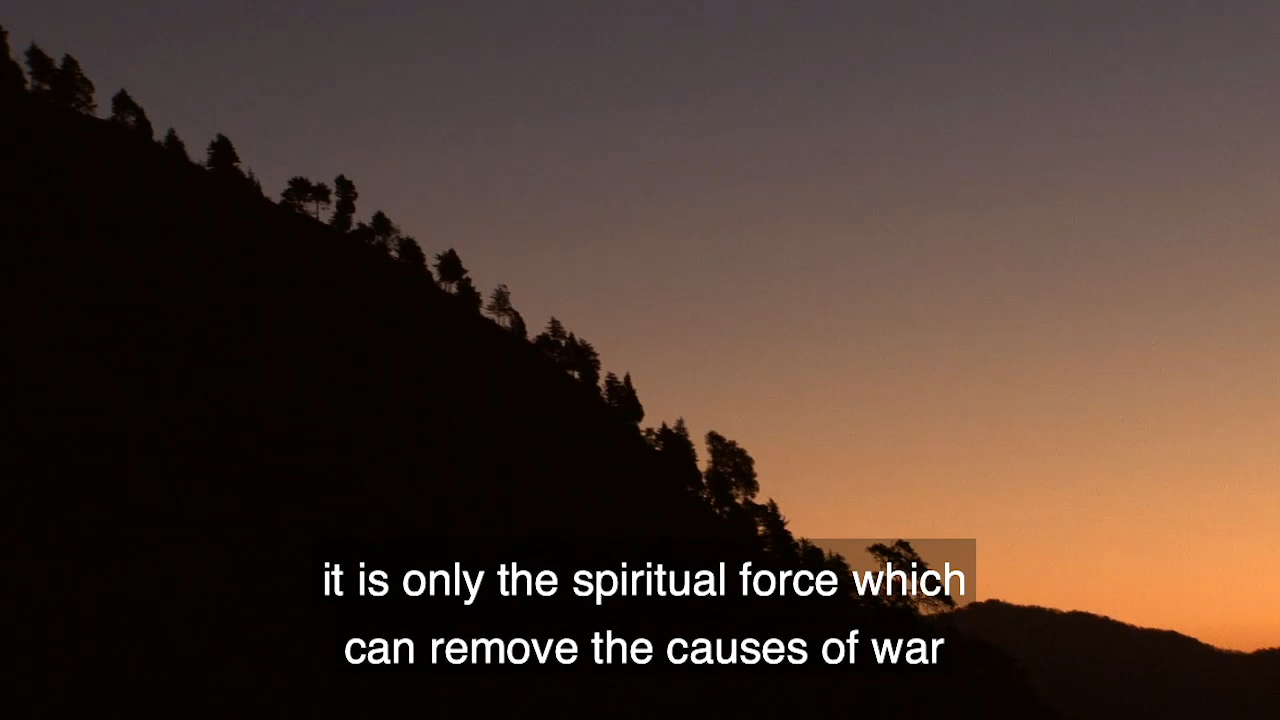 it is only the spiritual force which
can remove the causes of war